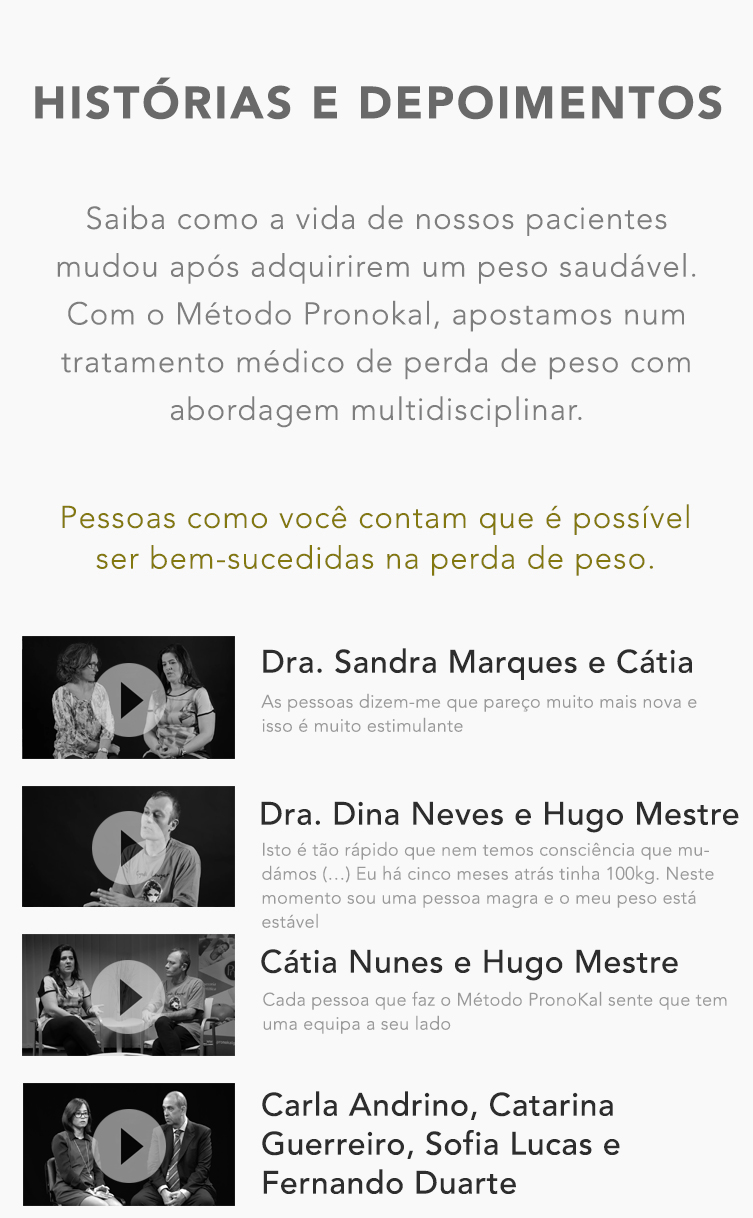 HISTÓRIAS E DEPOIMENTOS
Saiba como a vida de nossos pacientes
mudou após adquirirem um peso saudável.
Com o Método Pronokal, apostamos num
tratamento médico de perda de peso com
abordagem multidisciplinar.
Pessoas como você contam que é possível
ser bem-sucedidas na perda de peso.
Dra. Sandra Marques e Cátia
As pessoas dizem-me que pareço muito mais nova e
isso é muito estimulante
Dra. Dina Neves e Hugo Mestre
Isto é tão rápido que nem temos consciência que mu-
dámos (...) Eu há cinco meses atrás tinha 100kg. Neste
momento sou uma pessoa magra e o meu peso está
estável
Cátia Nunes e Hugo Mestre
Cada pessoa que faz o Método PronoKal sente que tem
uma equipa a seu lado
Carla Andrino, Catarina
Guerreiro, Sofia Lucas e
Fernando Duarte